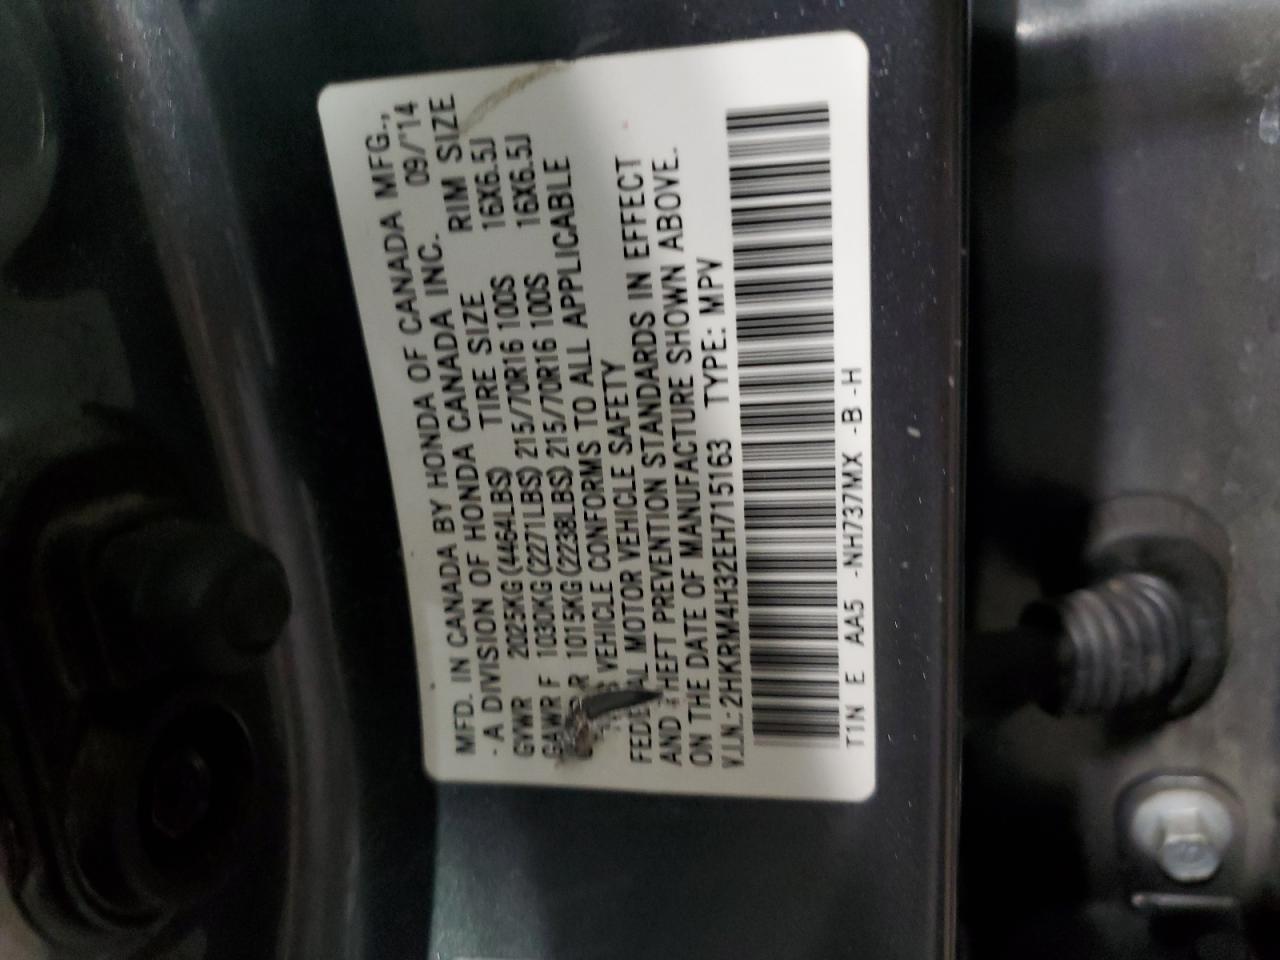 MFD. IN CANADA BY HONDA OF CANADA MFG.,
- A DIVISION OF HONDA CANADA INC. 09/'14
GVWR 2025KG (4464LBS) TIRE SIZE RIM SIZE
GAWR F 1030KG (2271LBS) 215/70R16 100S 16X6.5J
R 1015KG (2238LBS) 215/70R16 100S 16X6.5J
VEHICLE CONFORMS TO ALL APPLICABLE
MOTOR VEHICLE SAFETY
AND THEFT PREVENTION STANDARDS IN EFFECT
ON THE DATE OF MANUFACTURE SHOWN ABOVE.
V.I.N.: 2HKRM4H32EH715163 TYPE: MPV
T1N E AA5 -NH737MX -B -H